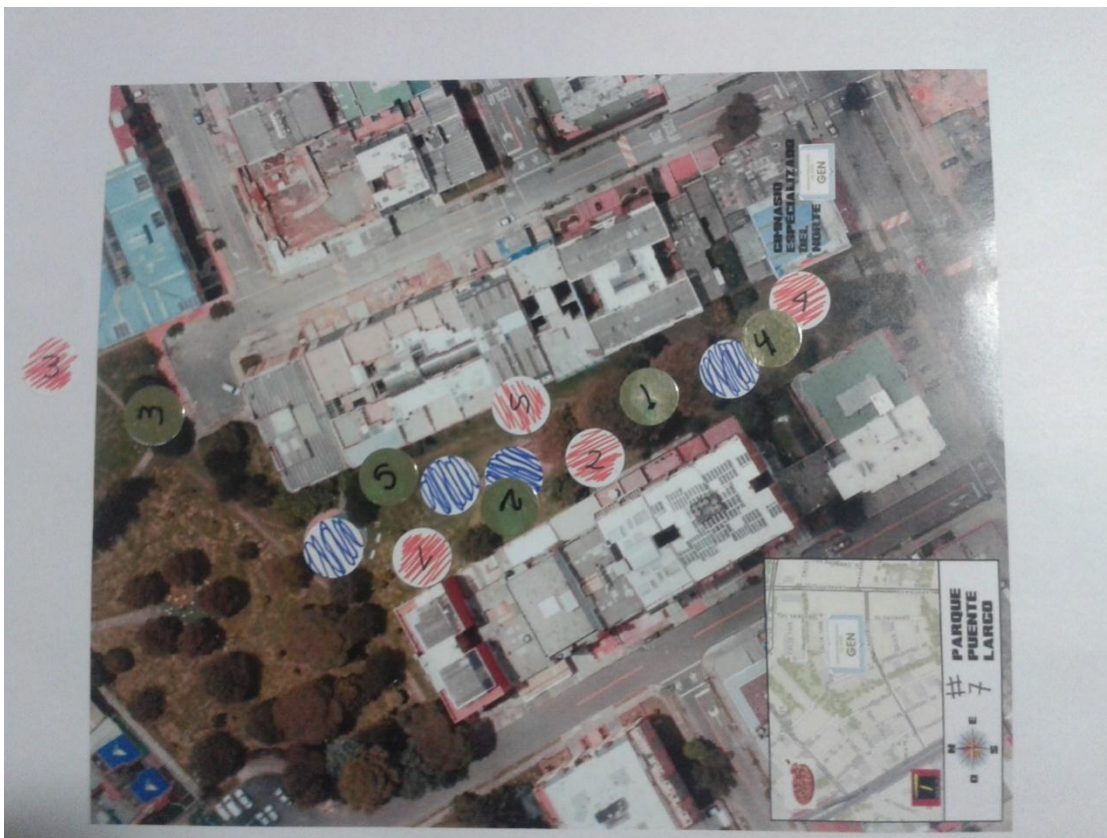 GIMNASIO
ESPECIALIZADO
DEL
NORTE
GEN
4
4
3
3
5
1
2
5
2
1
GEN
PARQUE
PUENTE
LARGO
# 7
N
E
O
S